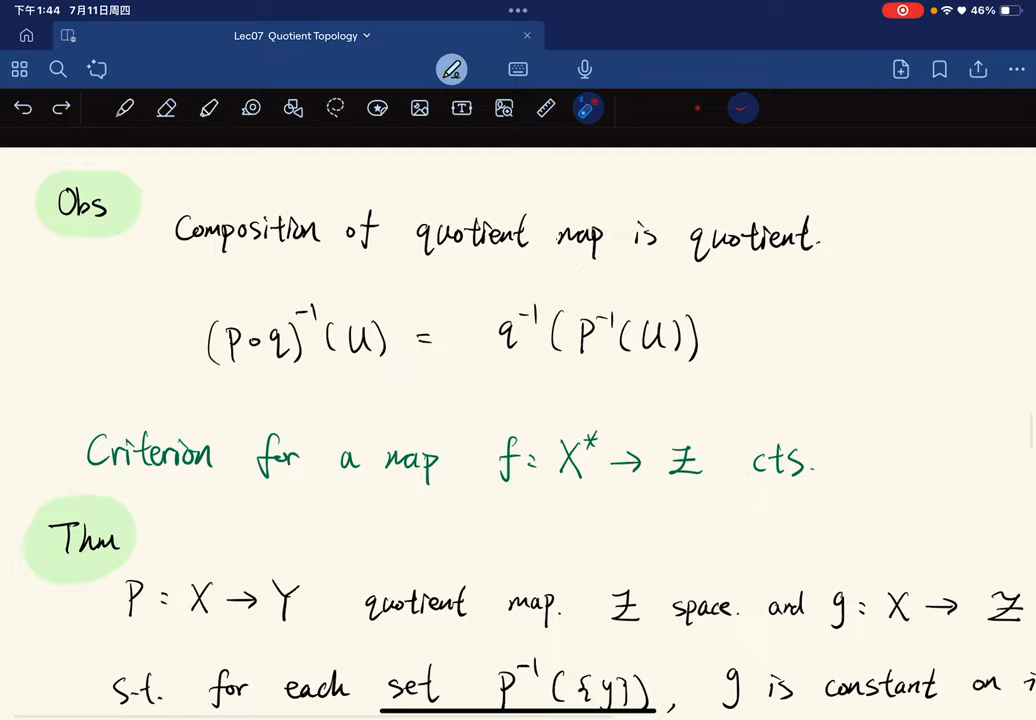 下午1:44 7月11日周四
46%
Lec07 Quotient Topology
Obs
Composition of quotient map is quotient.
(P∘q)⁻¹(U) = q⁻¹(P⁻¹(U))
Criterion for a map f: X* → Z cts.
Thm
P: X → Y quotient map. Z space. and g: X → Z
s.t. for each set P⁻¹({y}), g is constant on